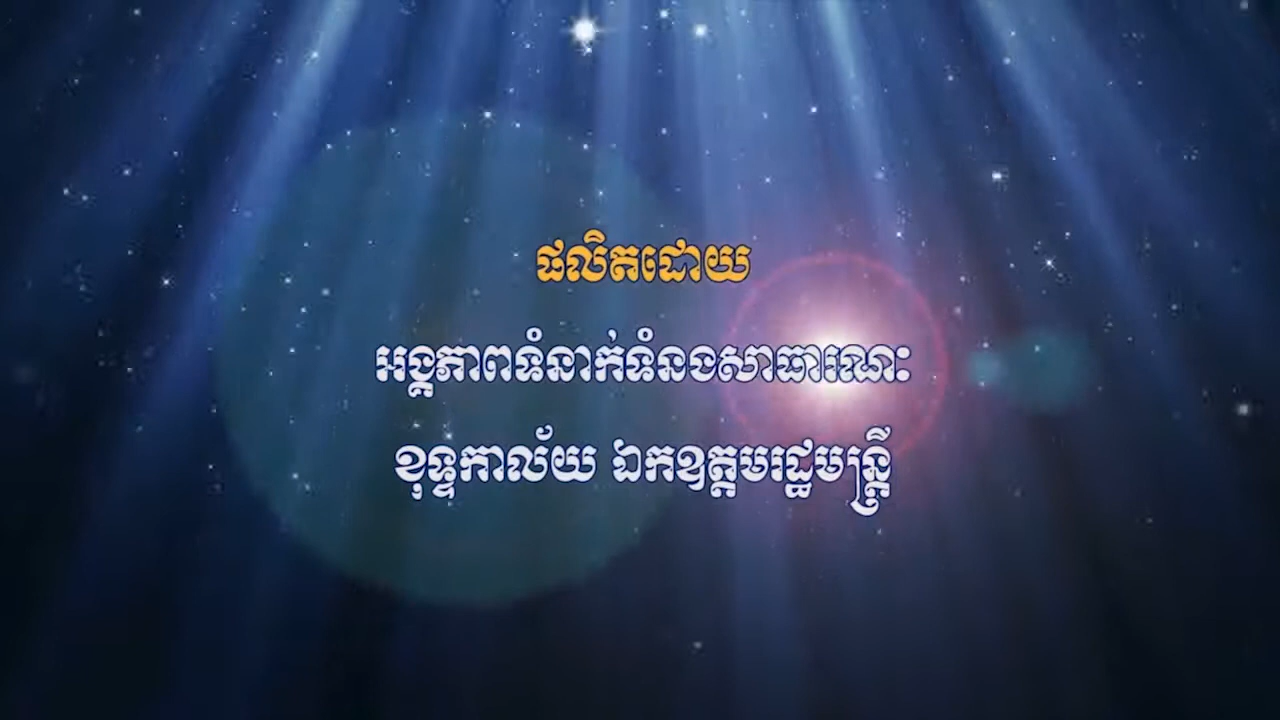 ផលិតដោយ
អង្គភាពទំនាក់ទំនងសាធារណៈ
ខុទ្ទកាល័យ ឯកឧត្តមរដ្ឋមន្ត្រី